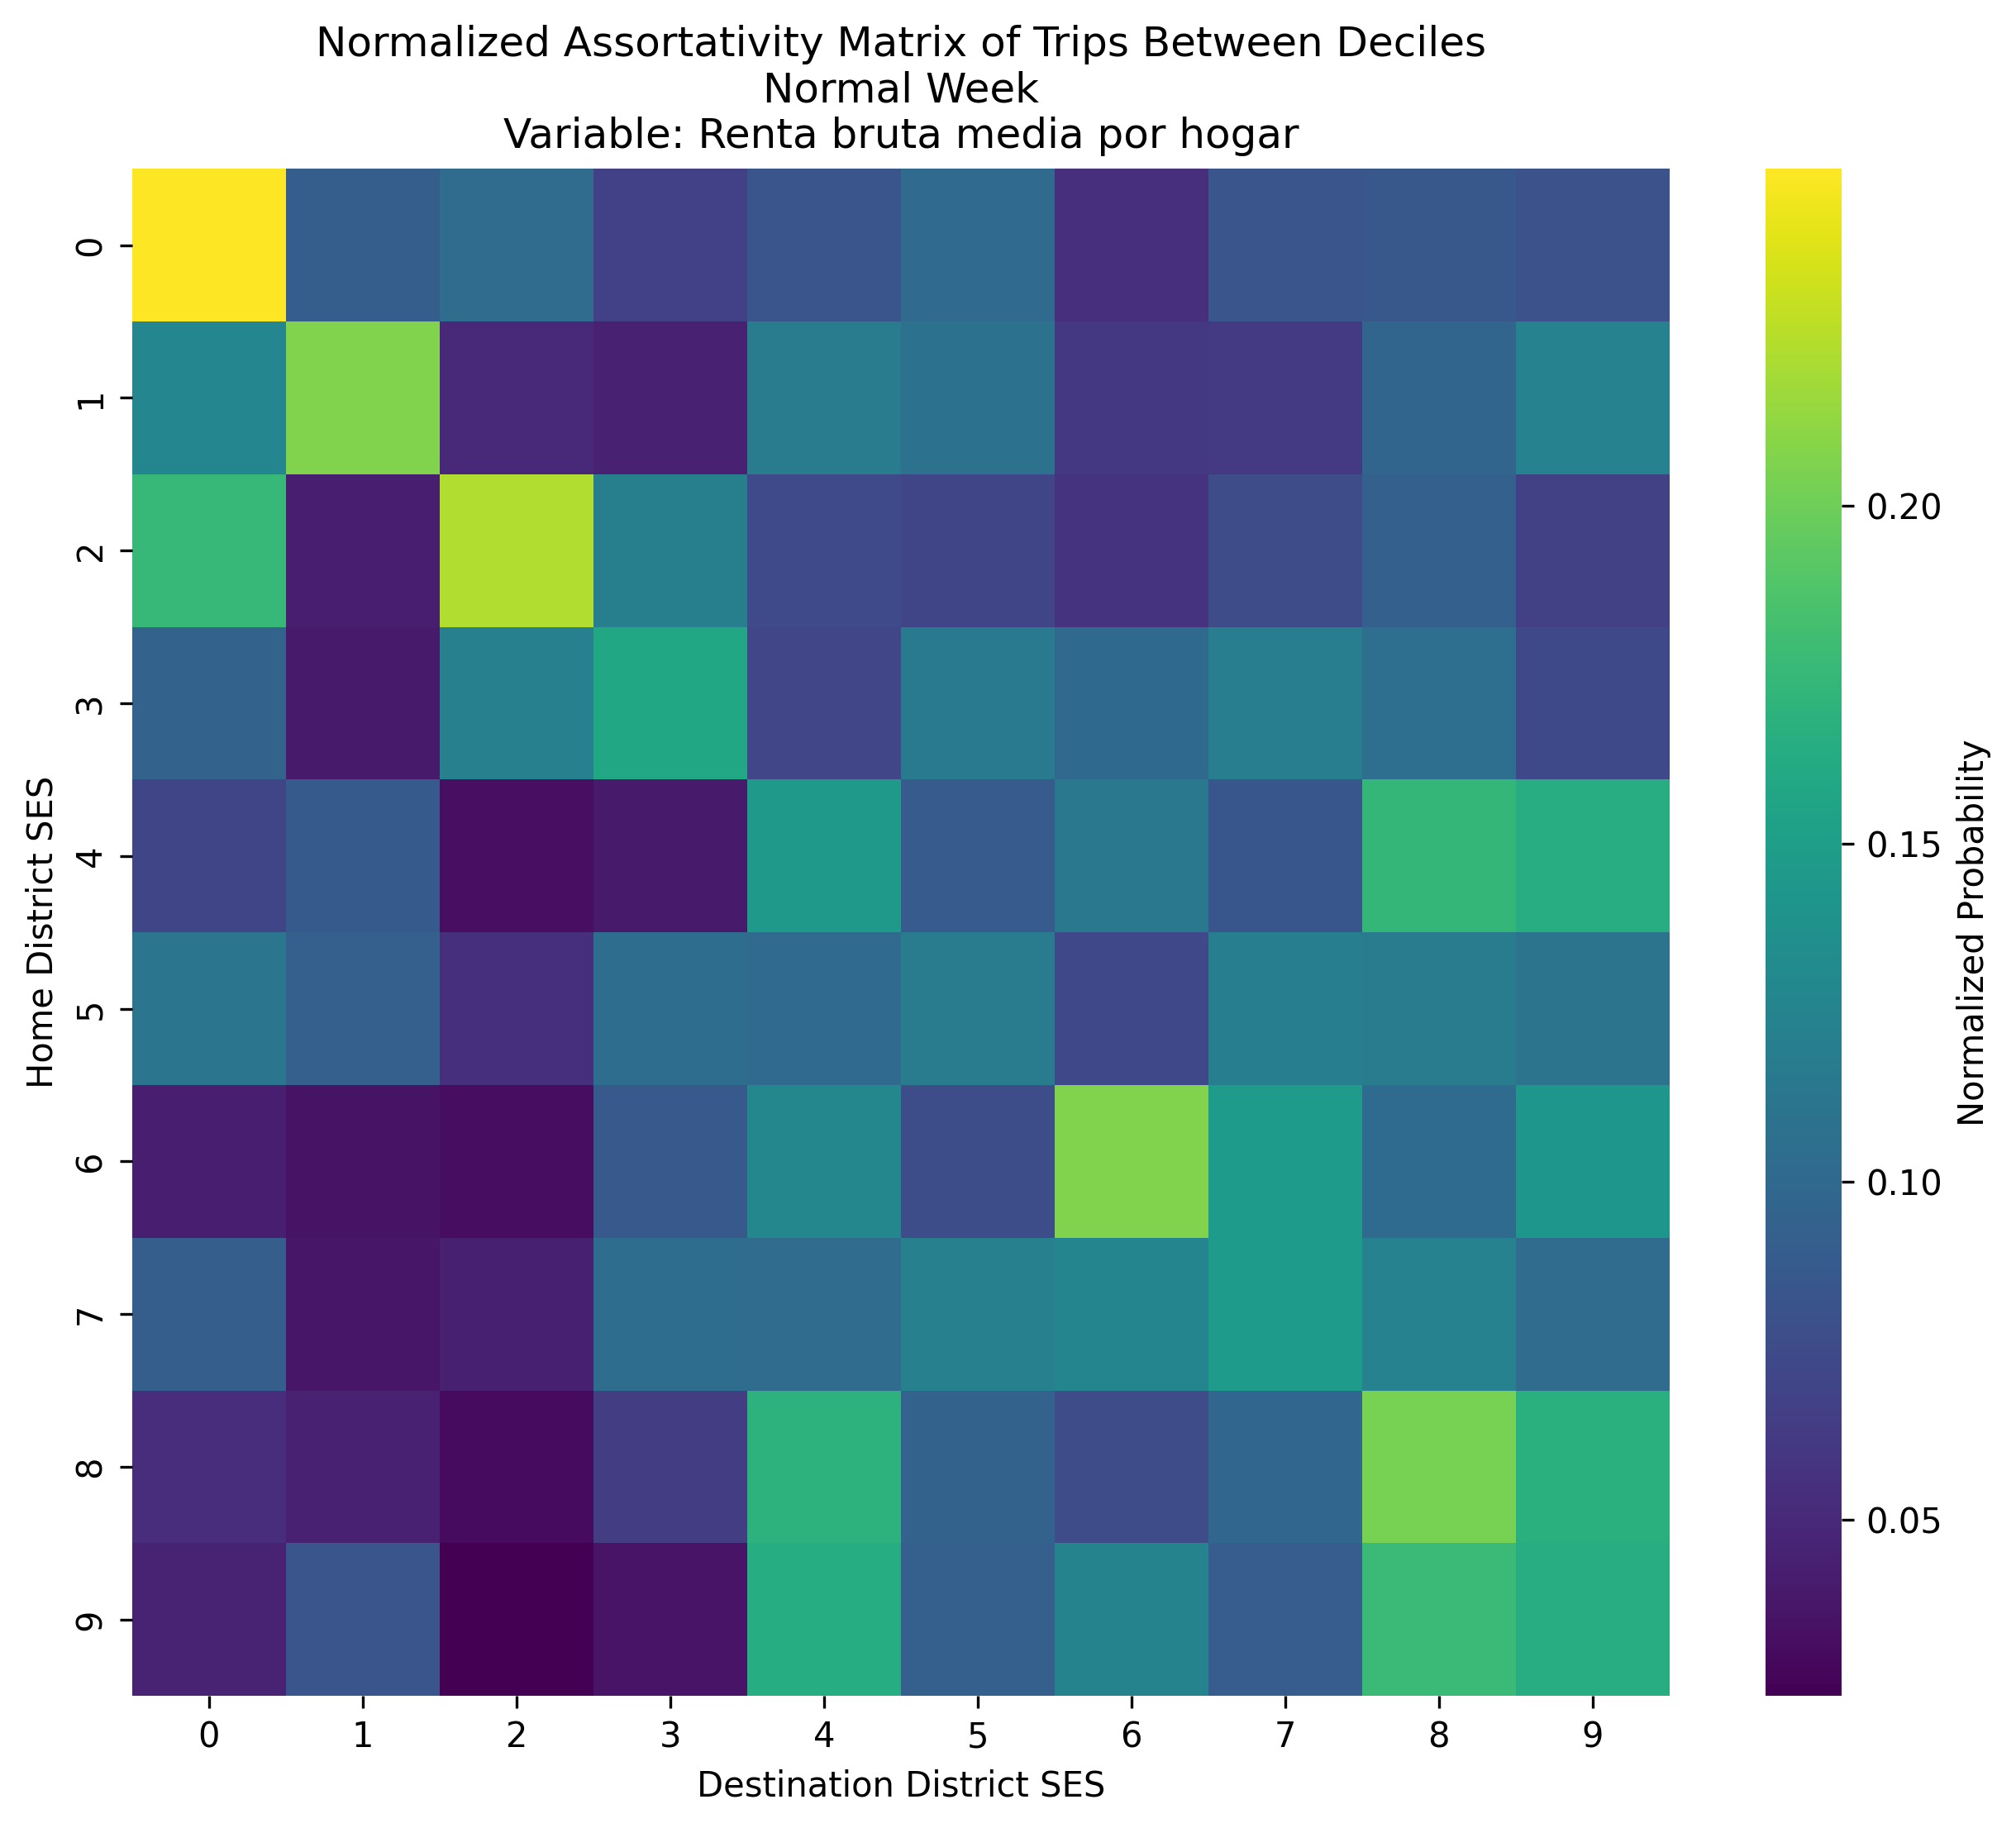 Normalized Assortativity Matrix of Trips Between Deciles
Normal Week
Variable: Renta bruta media por hogar
Home District SES
0
1
2
3
4
5
6
7
8
9
0 1 2 3 4 5 6 7 8 9
Destination District SES
0.20
0.15
0.10
0.05
Normalized Probability